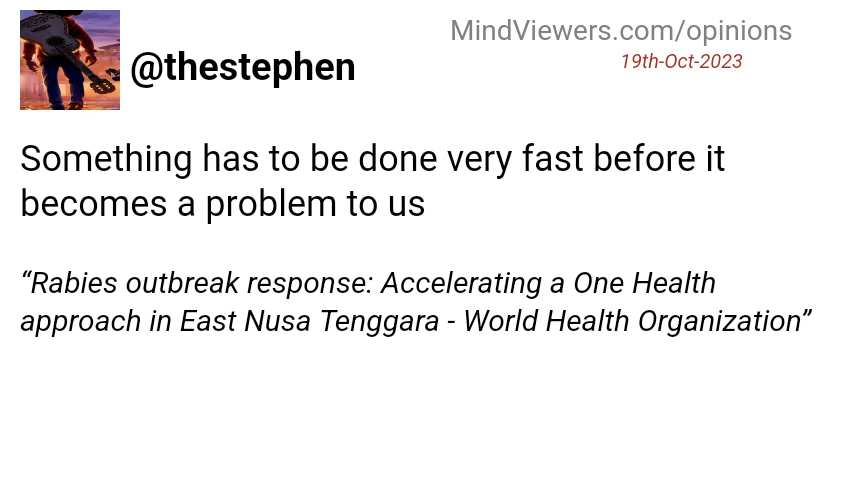 MindViewers.com/opinions
19th-Oct-2023
@thestephen
Something has to be done very fast before it
becomes a problem to us
“Rabies outbreak response: Accelerating a One Health
approach in East Nusa Tenggara - World Health Organization”